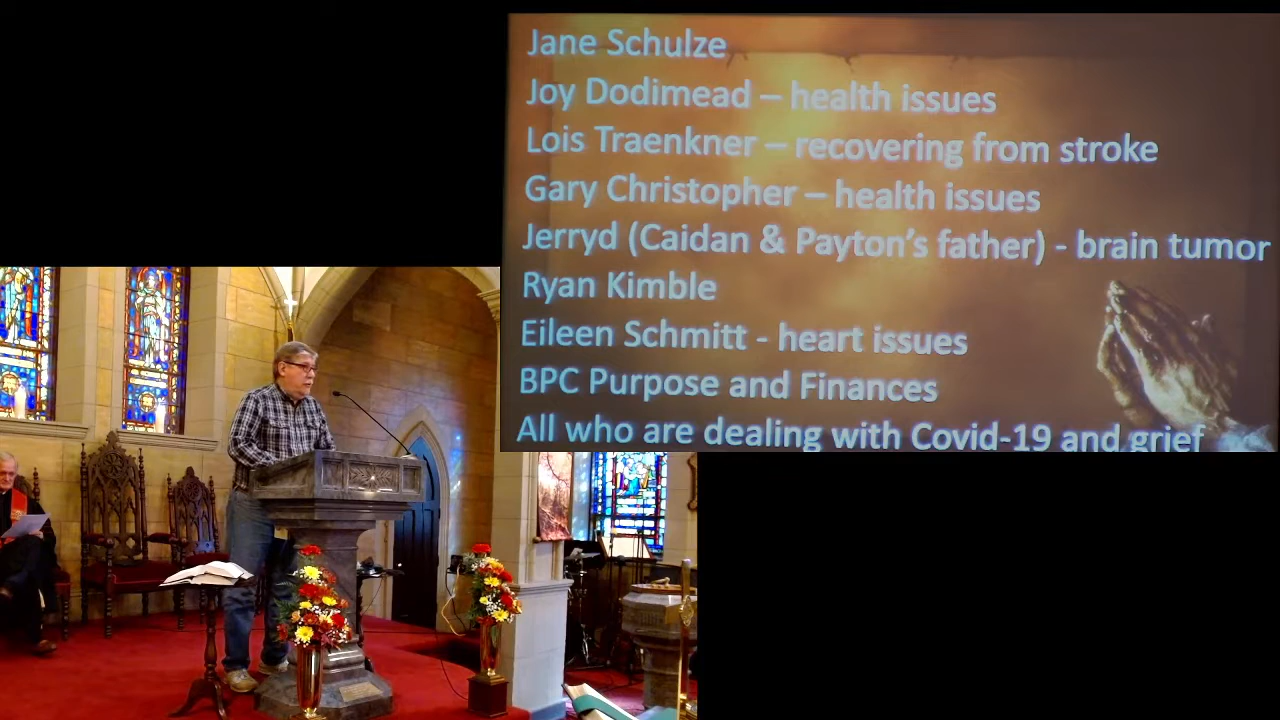 Jane Schulze
Joy Dodimead – health issues
Lois Traenkner – recovering from stroke
Gary Christopher – health issues
Jerryd (Caidan & Payton's father) - brain tumor
Ryan Kimble
Eileen Schmitt - heart issues
BPC Purpose and Finances
All who are dealing with Covid-19 and grief